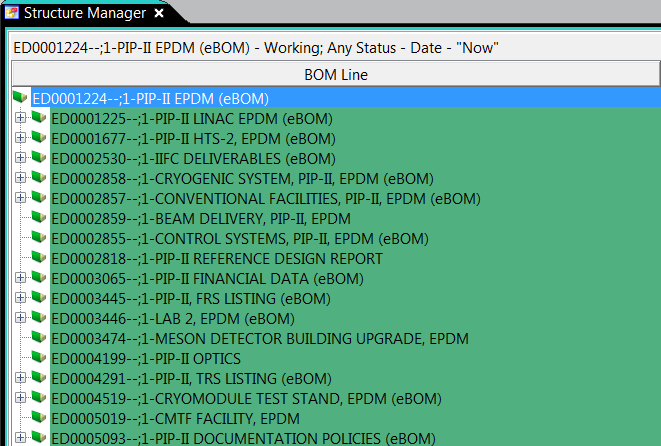 Structure Manager
ED0001224--;1-PIP-II EPDM (eBOM) - Working; Any Status - Date - "Now"
BOM Line
ED0001224--;1-PIP-II EPDM (eBOM)
ED0001225--;1-PIP-II LINAC EPDM (eBOM)
ED0001677--;1-PIP-II HTS-2, EPDM (eBOM)
ED0002530--;1-IIFC DELIVERABLES (eBOM)
ED0002858--;1-CRYOGENIC SYSTEM, PIP-II, EPDM (eBOM)
ED0002857--;1-CONVENTIONAL FACILITIES, PIP-II, EPDM (eBOM)
ED0002859--;1-BEAM DELIVERY, PIP-II, EPDM
ED0002855--;1-CONTROL SYSTEMS, PIP-II, EPDM (eBOM)
ED0002818--;1-PIP-II REFERENCE DESIGN REPORT
ED0003065--;1-PIP-II FINANCIAL DATA (eBOM)
ED0003445--;1-PIP-II, FRS LISTING (eBOM)
ED0003446--;1-LAB 2, EPDM (eBOM)
ED0003474--;1-MESON DETECTOR BUILDING UPGRADE, EPDM
ED0004199--;1-PIP-II OPTICS
ED0004291--;1-PIP-II, TRS LISTING (eBOM)
ED0004519--;1-CRYOMODULE TEST STAND, EPDM (eBOM)
ED0005019--;1-CMTF FACILITY, EPDM
ED0005093--;1-PIP-II DOCUMENTATION POLICIES (eBOM)